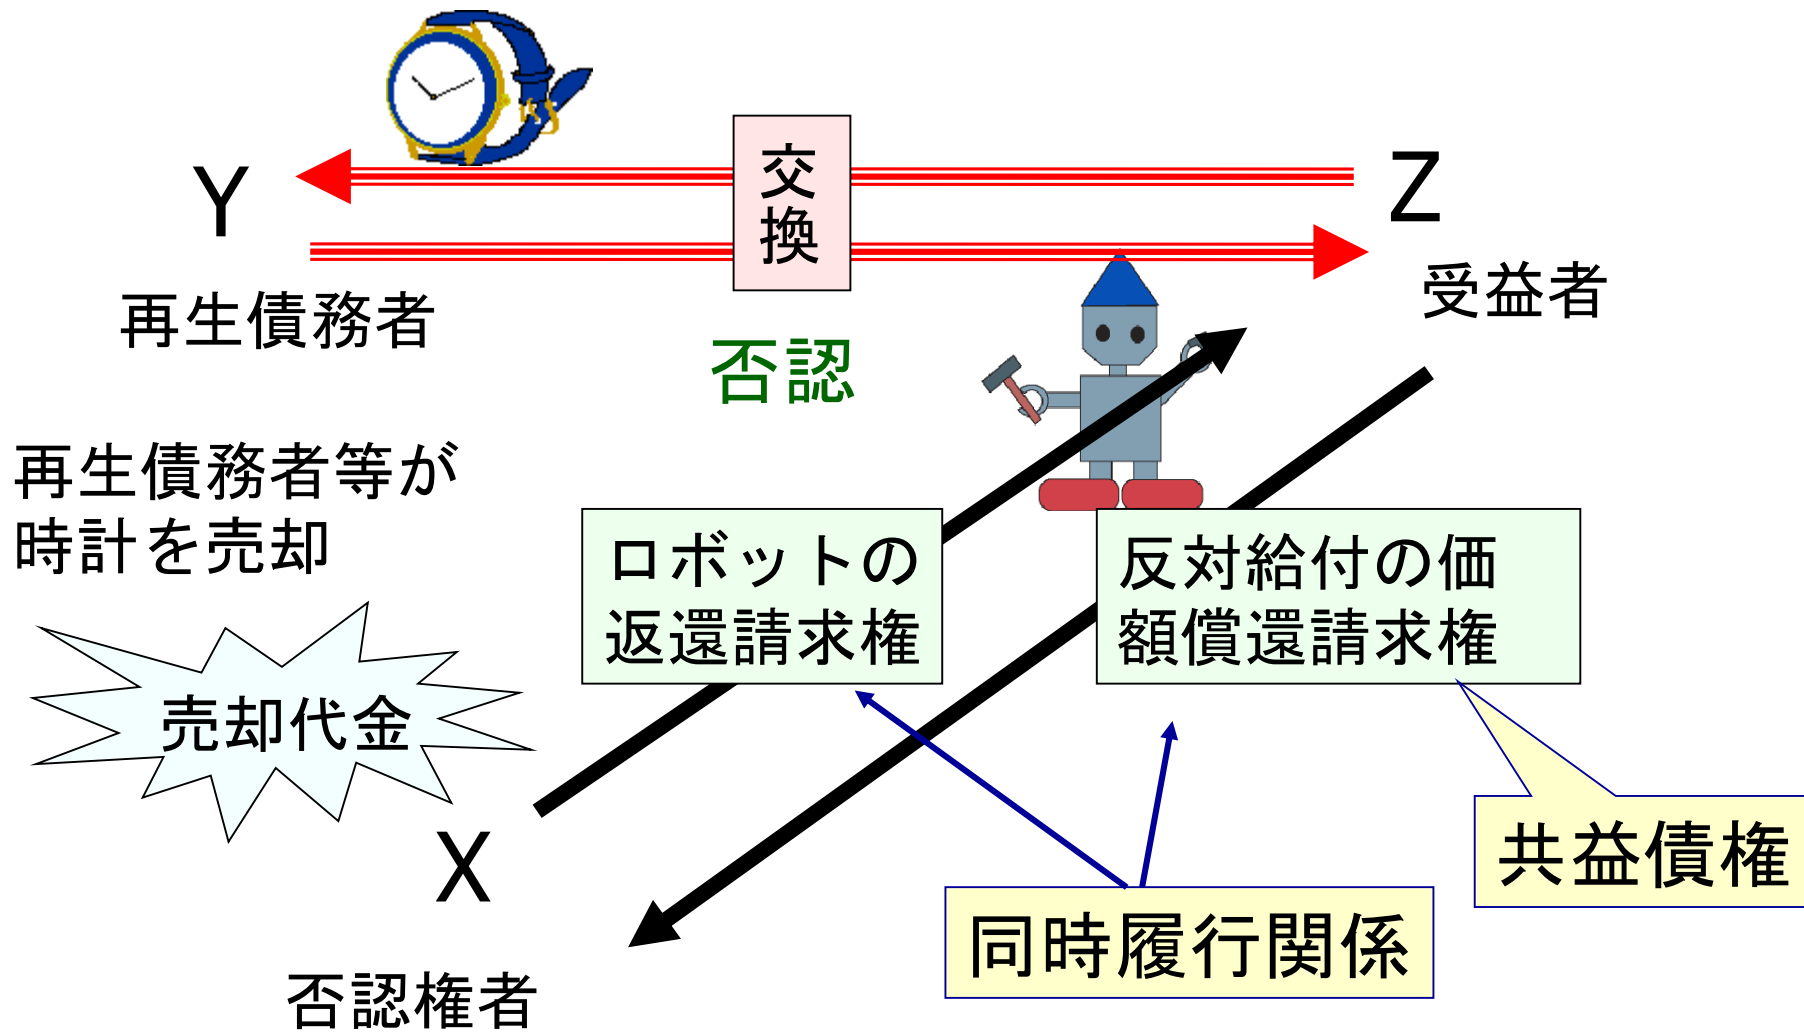 交
換
Y
Z
再生債務者
受益者
否認
再生債務者等が
時計を売却
ロボットの
返還請求権
反対給付の価
額償還請求権
売却代金
X
共益債権
同時履行関係
否認権者